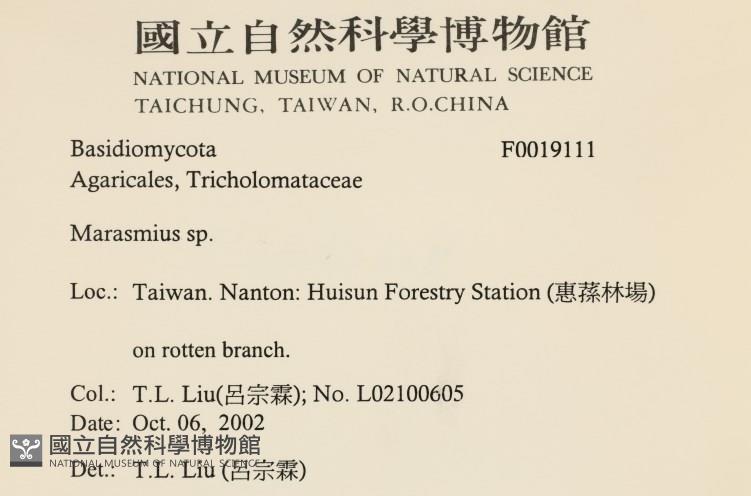 國立自然科學博物館
NATIONAL MUSEUM OF NATURAL SCIENCE
TAICHUNG, TAIWAN, R.O.CHINA
Basidiomycota F0019111
Agaricales, Tricholomataceae
Marasmius sp.
Loc.: Taiwan. Nanton: Huisun Forestry Station (惠蓀林場)
on rotten branch.
Col.: T.L. Liu(呂宗霖); No. L02100605
Date: Oct. 06, 2002
國立自然科學博物館
NATIONAL MUSEUM OF NATURAL SCIENCE
Det.: T.L. Liu (呂宗霖)